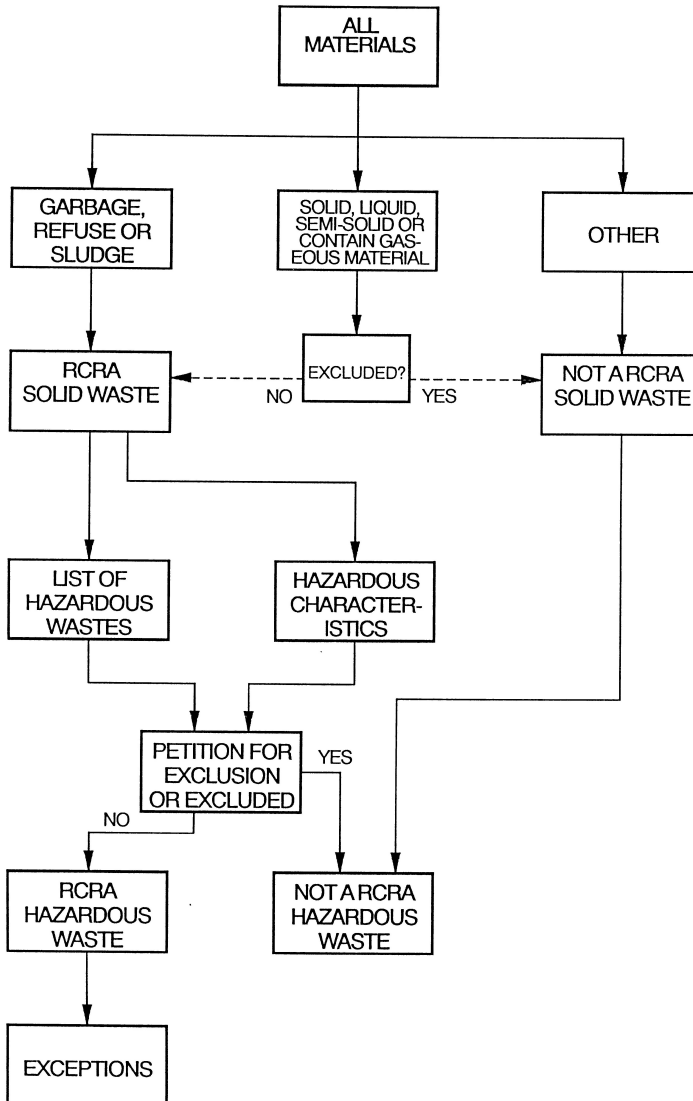 ALL
MATERIALS
GARBAGE,
REFUSE OR
SLUDGE
SOLID, LIQUID,
SEMI-SOLID OR
CONTAIN GAS-
EOUS MATERIAL
OTHER
RCRA
SOLID WASTE
EXCLUDED?
NO
YES
NOT A RCRA
SOLID WASTE
LIST OF
HAZARDOUS
WASTES
HAZARDOUS
CHARACTER-
ISTICS
PETITION FOR
EXCLUSION
OR EXCLUDED
YES
NO
RCRA
HAZARDOUS
WASTE
NOT A RCRA
HAZARDOUS
WASTE
EXCEPTIONS